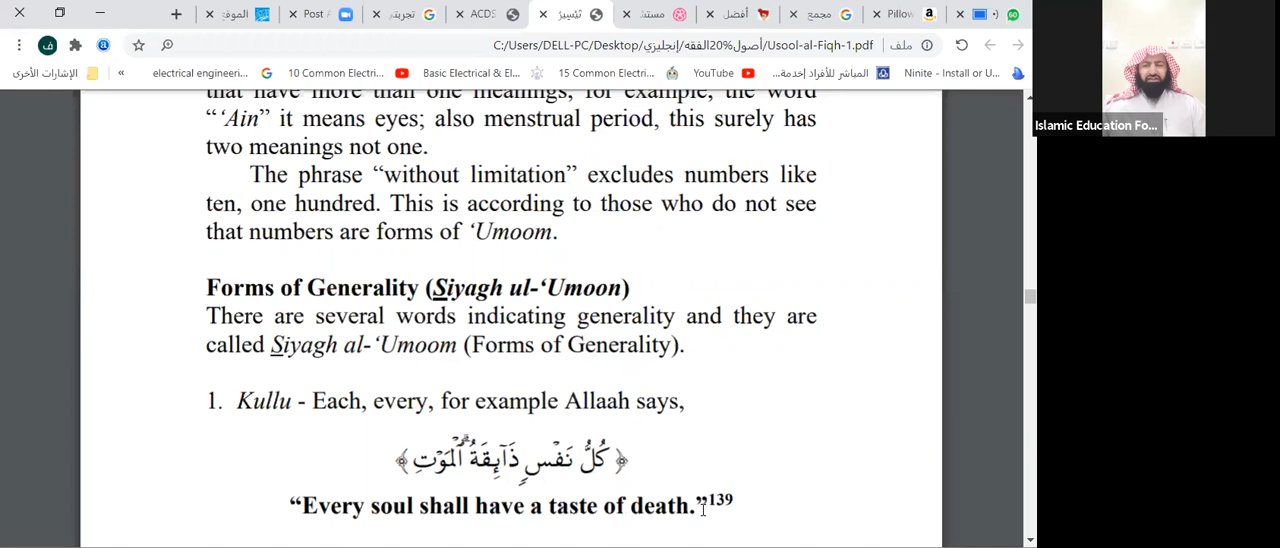 Post A
ACDS
Pillow
C:/Users/DELL-PC/Desktop/أصول%20الفقه/إنجليزي/Usool-al-Fiqh-1.pdf
ملف
الإشارات الأخرى
«
electrical engineeri...
10 Common Electri...
Basic Electrical & El...
15 Common Electri...
YouTube
المباشر للأفراد إخدمة...
Ninite - Install or U...
that have more than one meanings, for example, the word
“‘Ain” it means eyes; also menstrual period, this surely has
two meanings not one.
The phrase “without limitation” excludes numbers like
ten, one hundred. This is according to those who do not see
that numbers are forms of ‘Umoom.
Forms of Generality (Siyagh ul-‘Umoon)
There are several words indicating generality and they are
called Siyagh al-‘Umoom (Forms of Generality).
1. Kullu - Each, every, for example Allaah says,
﴿ كُلُّ نَفْسٍ ذَآئِقَةُ ٱلْمَوْتِ ﴾
“Every soul shall have a taste of death.”139
Islamic Education Fo...